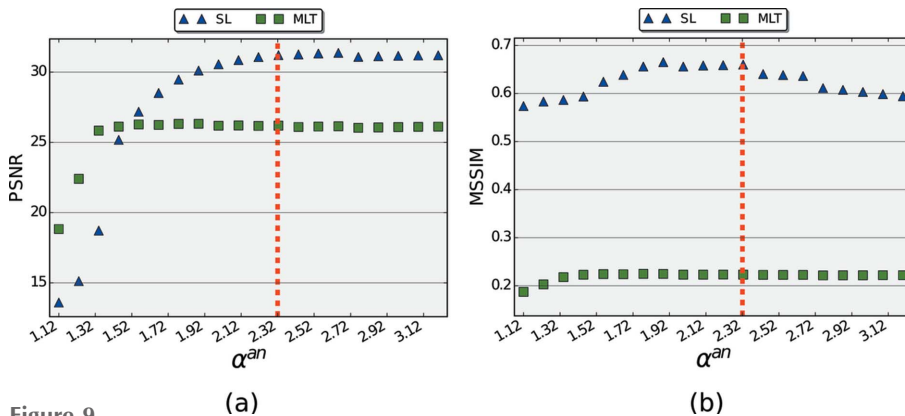 SL MLT
SL MLT
PSNR
30
25
20
15
1.12 1.32 1.52 1.72 1.92 2.12 2.32 2.52 2.72 2.92 3.12
α^an
(a)
MSSIM
0.7
0.6
0.5
0.4
0.3
0.2
1.12 1.32 1.52 1.72 1.92 2.12 2.32 2.52 2.72 2.92 3.12
α^an
(b)
Figure 9